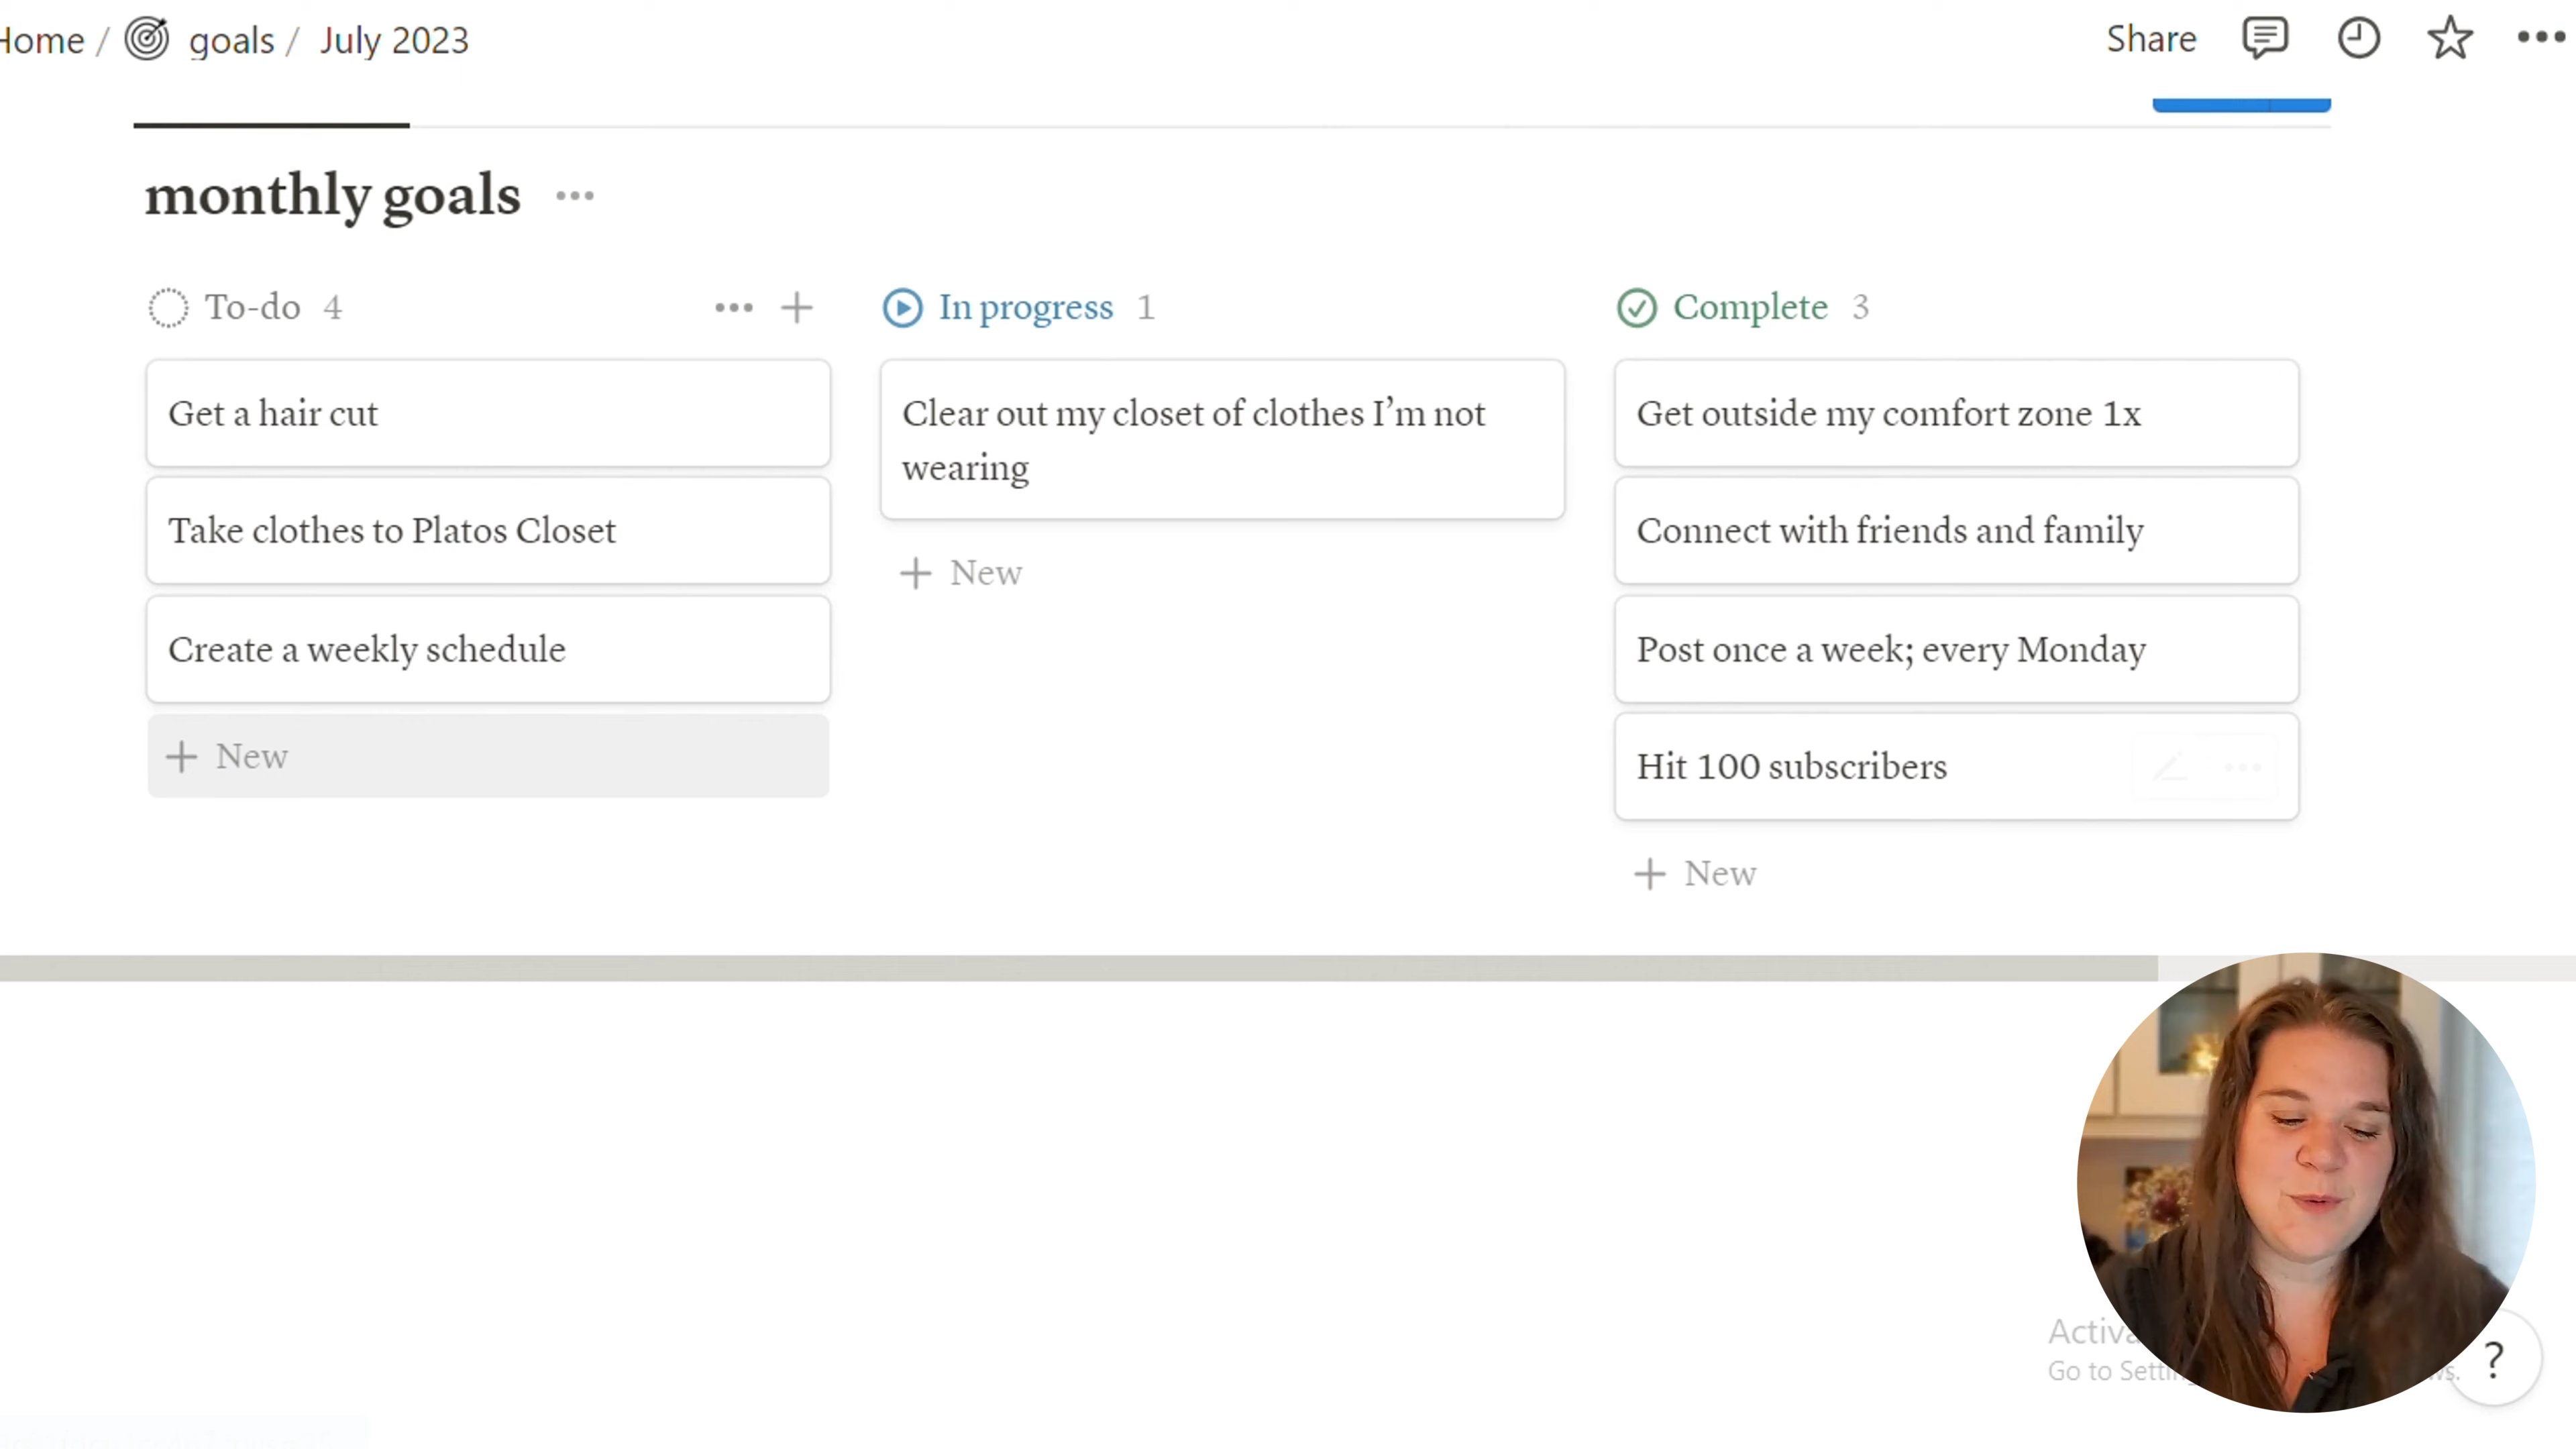 Home / goals / July 2023
Share
monthly goals
To-do 4
Get a hair cut
Take clothes to Platos Closet
Create a weekly schedule
New
In progress 1
Clear out my closet of clothes I’m not
wearing
New
Complete 3
Get outside my comfort zone 1x
Connect with friends and family
Post once a week; every Monday
Hit 100 subscribers
New
Go to
?